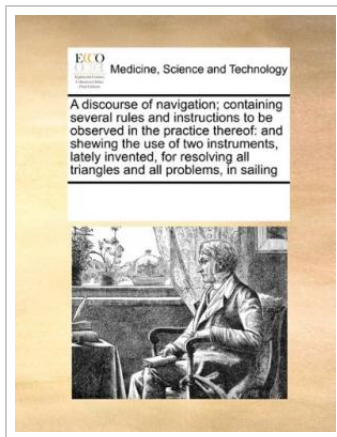 ECCO
Medicine, Science and Technology
A discourse of navigation; containing
several rules and instructions to be
observed in the practice thereof: and
shewing the use of two instruments,
lately invented, for resolving all
triangles and all problems, in sailing